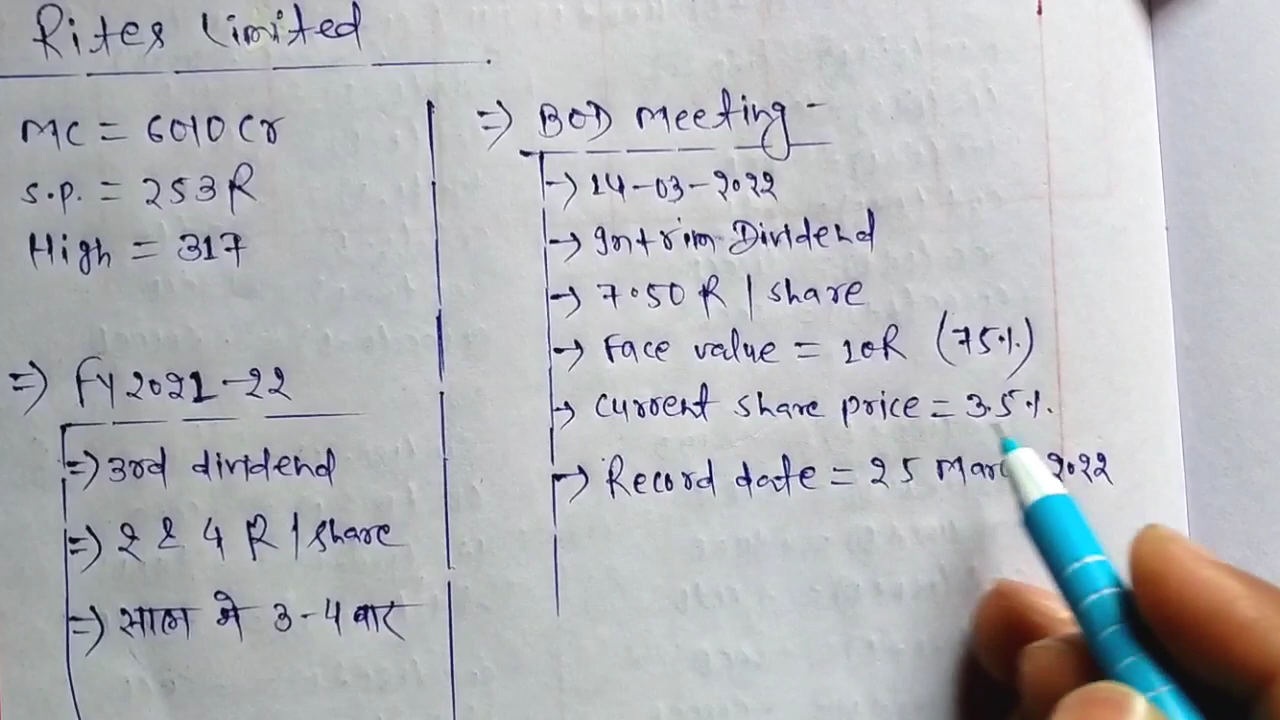 Rites Limited
MC = 6010 Cr
S.P. = 253 R
High = 317
=> FY 2021-22
=> 3rd dividend
=> 2 & 4 R / share
=> साल मे 3-4 बार
=> BOD Meeting -
-> 14-03-2022
-> Intrim Dividend
-> 7.50 R / share
-> Face value = 10R (75%)
-> Current share price = 3.5%.
-> Record date = 25 Marc 2022